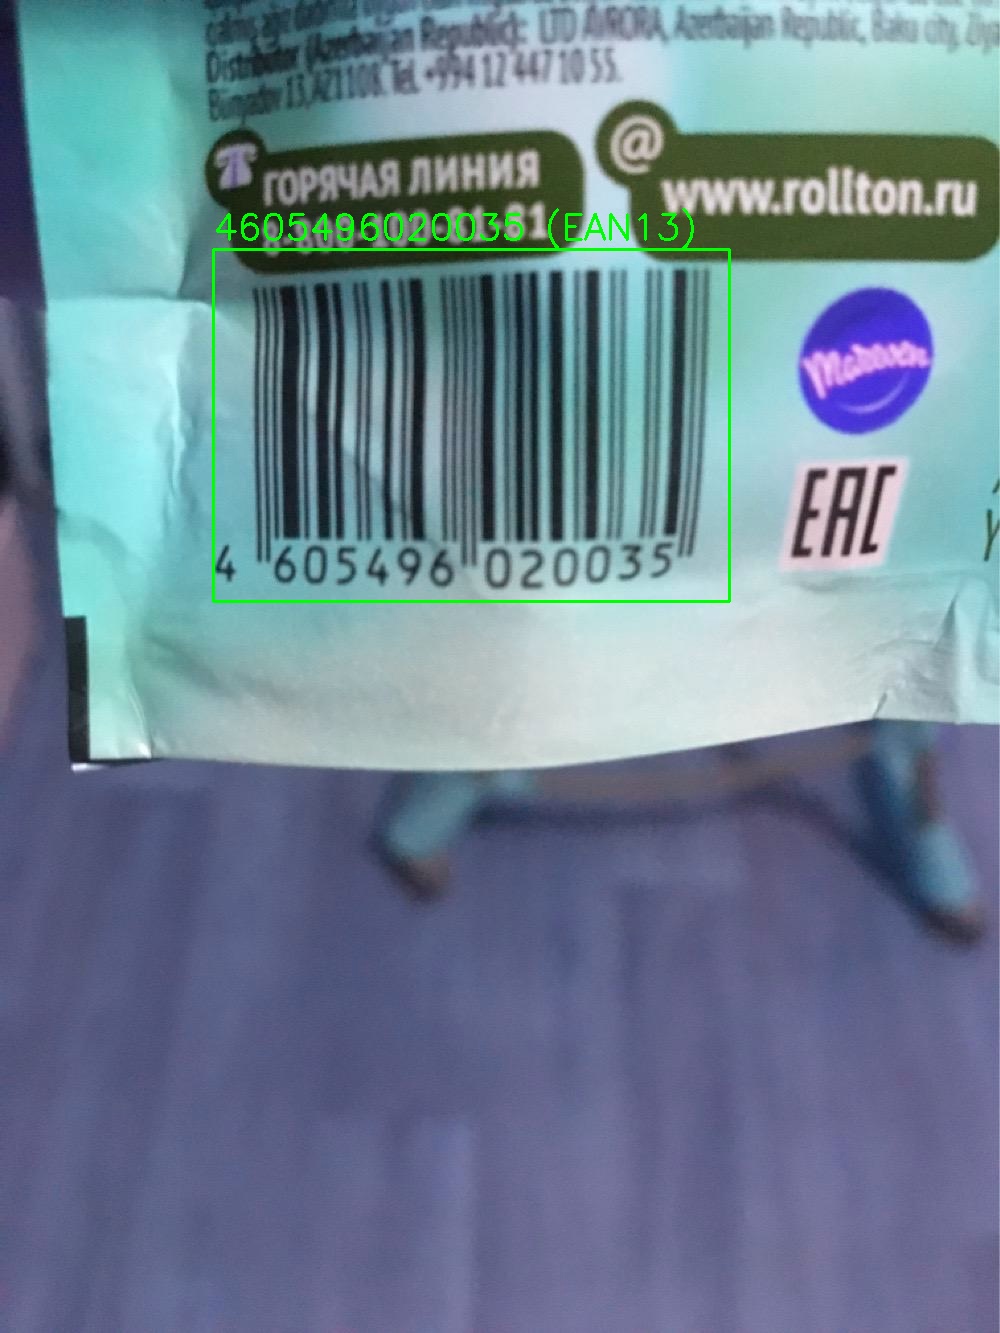 Distributor (Azerbaijan Republic): LTD AVRORA, Azerbaijan Republic, Baku city,
Bunyadov 13, AZ1108. Tel. +994 12 447 10 55.
ГОРЯЧАЯ ЛИНИЯ
@
www.rollton.ru
4605496020035 (EAN13)
EAC
4 605496 020035